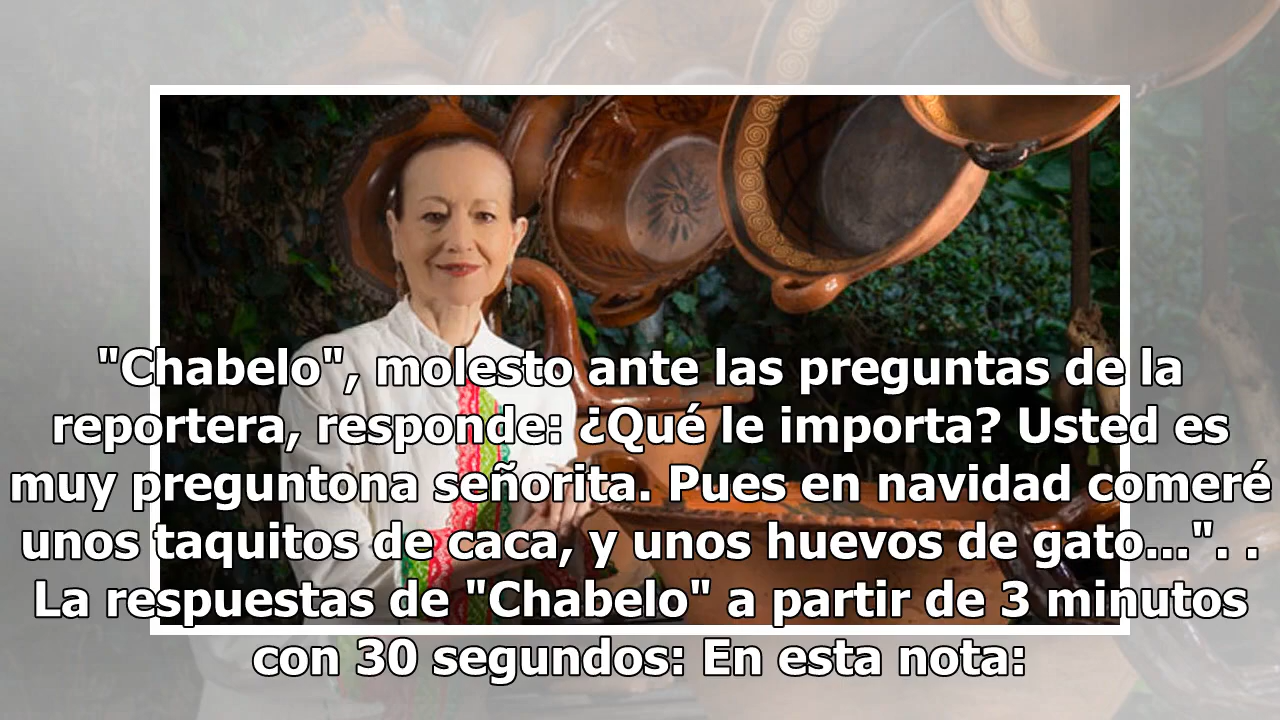 "Chabelo", molesto ante las preguntas de la
reportera, responde: ¿Qué le importa? Usted es
muy preguntona señorita. Pues en navidad comeré
unos taquitos de caca, y unos huevos de gato...". .
La respuestas de "Chabelo" a partir de 3 minutos
con 30 segundos: En esta nota: